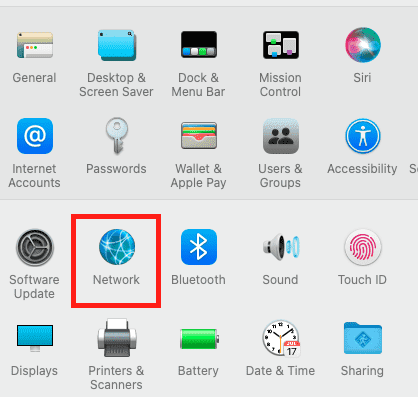 General
Desktop &
Screen Saver
Dock &
Menu Bar
Mission
Control
Siri
Internet
Accounts
Passwords
Wallet &
Apple Pay
Users &
Groups
Accessibility
Software
Update
Network
Bluetooth
Sound
Touch ID
Displays
Printers &
Scanners
Battery
JUL
17
Date & Time
Sharing